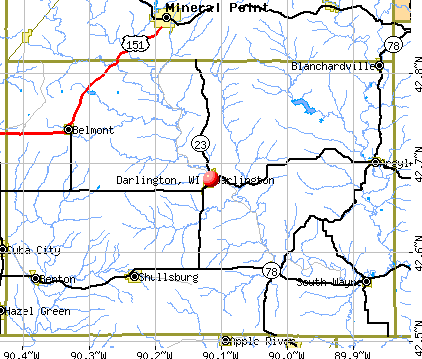 Mineral Point
151
78
Blanchardville
42.8°N
Belmont
23
42.7°N
Darlington, WI
42.6°N
Cuba City
78
Benton
Shullsburg
South Wayne
Hazel Green
Apple River
42.5°N
90.4°W
90.3°W
90.2°W
90.1°W
90.0°W
89.9°W